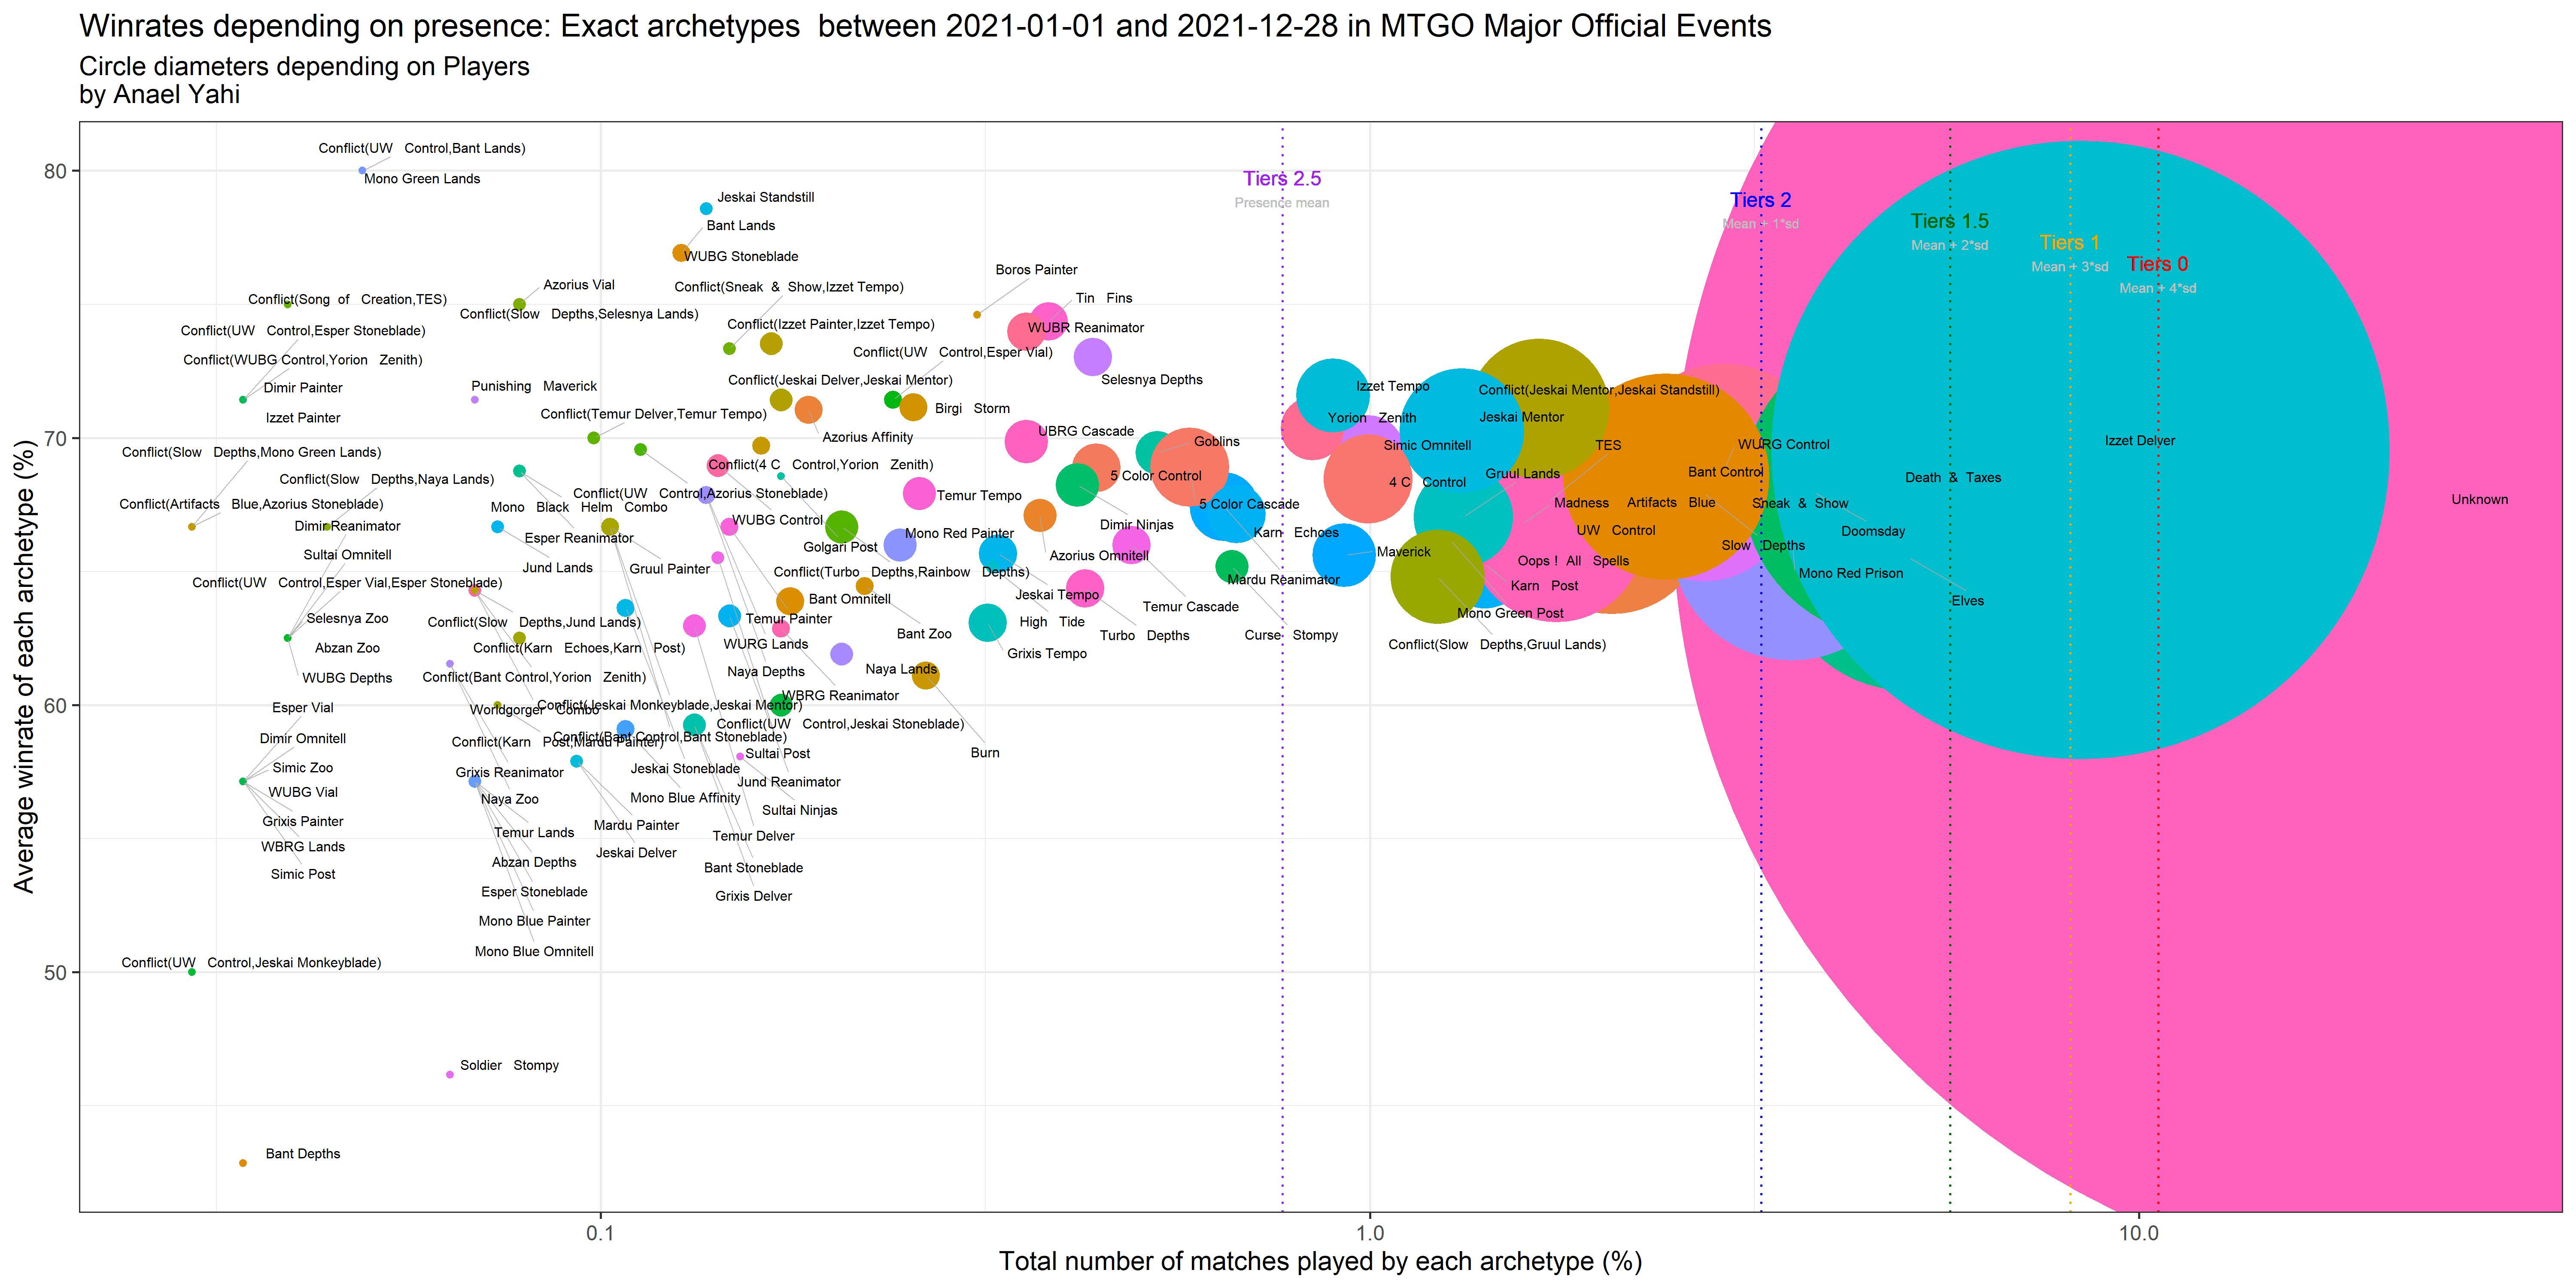 Winrates depending on presence: Exact archetypes  between 2021-01-01 and 2021-12-28 in MTGO Major Official Events
Circle diameters depending on Players
by Anael Yahi
Average winrate of each archetype (%)
80
70
60
50
Conflict(UW Control,Bant Lands)
Mono Green Lands
Jeskai Standstill
Bant Lands
WUBG Stoneblade
Tiers 2.5
Presence mean
Tiers 2
Mean + 1*sd
Tiers 1.5
Mean + 2*sd
Tiers 1
Mean + 3*sd
Tiers 0
Mean + 4*sd
Boros Painter
Azorius Vial
Conflict(Sneak & Show,Izzet Tempo)
Conflict(Song of Creation,TES)
Tin Fins
Conflict(Slow Depths,Selesnya Lands)
Conflict(Izzet Painter,Izzet Tempo)
WUBR Reanimator
Conflict(UW Control,Esper Stoneblade)
Conflict(UW Control,Esper Vial)
Conflict(WUBG Control,Yorion Zenith)
Dimir Painter
Punishing Maverick
Conflict(Jeskai Delver,Jeskai Mentor)
Selesnya Depths
Izzet Tempo
Conflict(Jeskai Mentor,Jeskai Standstill)
Izzet Painter
Conflict(Temur Delver,Temur Tempo)
Birgi Storm
Yorion Zenith
Jeskai Mentor
Azorius Affinity
UBRG Cascade
Goblins
Simic Omnitell
TES
WURG Control
Izzet Delver
Conflict(Slow Depths,Mono Green Lands)
Conflict(4 C Control,Yorion Zenith)
Conflict(Slow Depths,Naya Lands)
5 Color Control
4 C Control
Gruul Lands
Bant Control
Death & Taxes
Conflict(Artifacts Blue,Azorius Stoneblade)
Mono Black Helm Combo
Conflict(UW Control,Azorius Stoneblade)
Temur Tempo
5 Color Cascade
Madness
Artifacts Blue
Sneak & Show
Unknown
Dimir Reanimator
Esper Reanimator
WUBG Control
Mono Red Painter
Dimir Ninjas
Karn Echoes
UW Control
Doomsday
Sultai Omnitell
Jund Lands
Gruul Painter
Golgari Post
Azorius Omnitell
Maverick
Oops ! All Spells
Slow Depths
Conflict(UW Control,Esper Vial,Esper Stoneblade)
Conflict(Turbo Depths,Rainbow Depths)
Mardu Reanimator
Karn Post
Mono Red Prison
Selesnya Zoo
Conflict(Slow Depths,Jund Lands)
Bant Omnitell
Jeskai Tempo
Temur Cascade
Mono Green Post
Elves
Abzan Zoo
Conflict(Karn Echoes,Karn Post)
Temur Painter
Bant Zoo
High Tide
Turbo Depths
Curse Stompy
Conflict(Slow Depths,Gruul Lands)
WURG Lands
Grixis Tempo
WUBG Depths
Conflict(Bant Control,Yorion Zenith)
Naya Depths
Naya Lands
Esper Vial
Worldgorger Combo
Conflict(Jeskai Monkeyblade,Jeskai Mentor)
WBRG Reanimator
Conflict(UW Control,Jeskai Stoneblade)
Dimir Omnitell
Conflict(Karn Post,Mardu Painter)
Conflict(Bant Control,Bant Stoneblade)
Burn
Simic Zoo
Grixis Reanimator
Jeskai Stoneblade
Sultai Post
WUBG Vial
Naya Zoo
Mono Blue Affinity
Jund Reanimator
Grixis Painter
Temur Lands
Mardu Painter
Sultai Ninjas
WBRG Lands
Abzan Depths
Jeskai Delver
Temur Delver
Simic Post
Esper Stoneblade
Bant Stoneblade
Mono Blue Painter
Grixis Delver
Mono Blue Omnitell
Conflict(UW Control,Jeskai Monkeyblade)
Soldier Stompy
Bant Depths
0.1
1.0
10.0
Total number of matches played by each archetype (%)